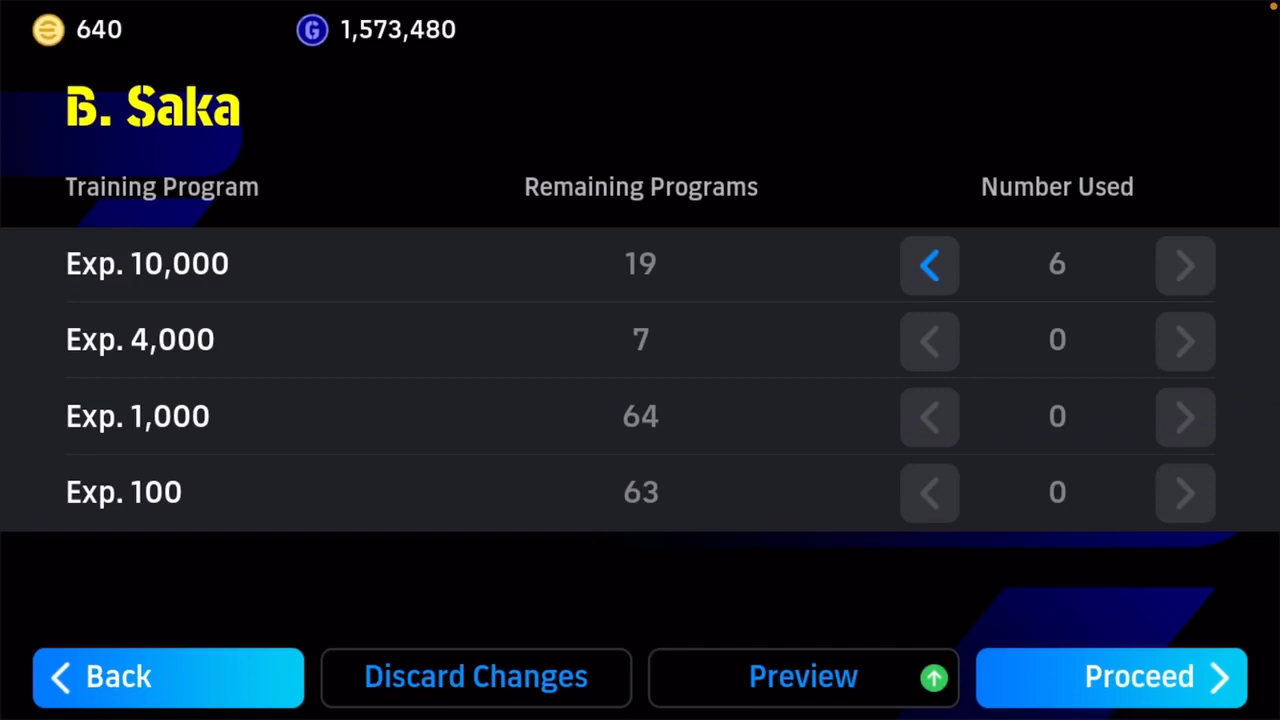 640 1,573,480
B. Saka
Training Program Remaining Programs Number Used
Exp. 10,000 19 6
Exp. 4,000 7 0
Exp. 1,000 64 0
Exp. 100 63 0
Back Discard Changes Preview Proceed